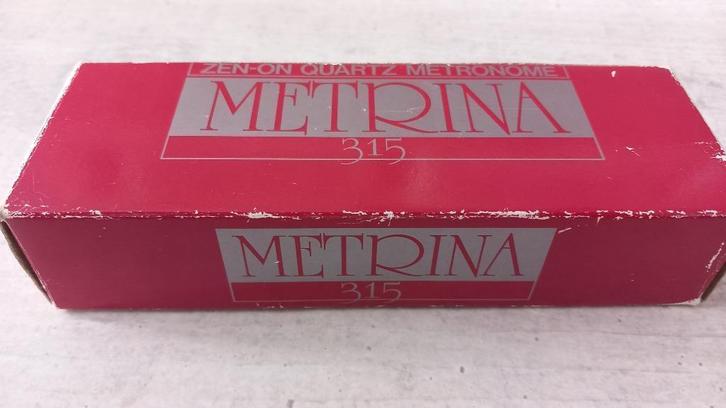 ZEN-ON QUARTZ METRONOME
METRINA
315
METRINA
315